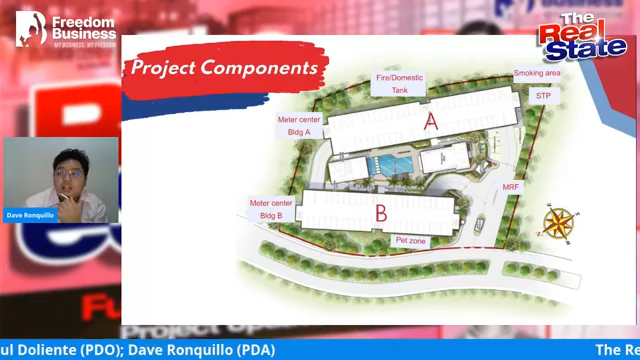 Freedom
Business
MY BUSINESS, MY FREEDOM
The
Real
State
Project Components
Fire/Domestic
Tank
Smoking area
STP
Meter center
Bldg A
A
MRF
Meter center
Bldg B
B
Pet zone
Dave Ronquillo
ul Doliente (PDO); Dave Ronquillo (PDA)
The Re